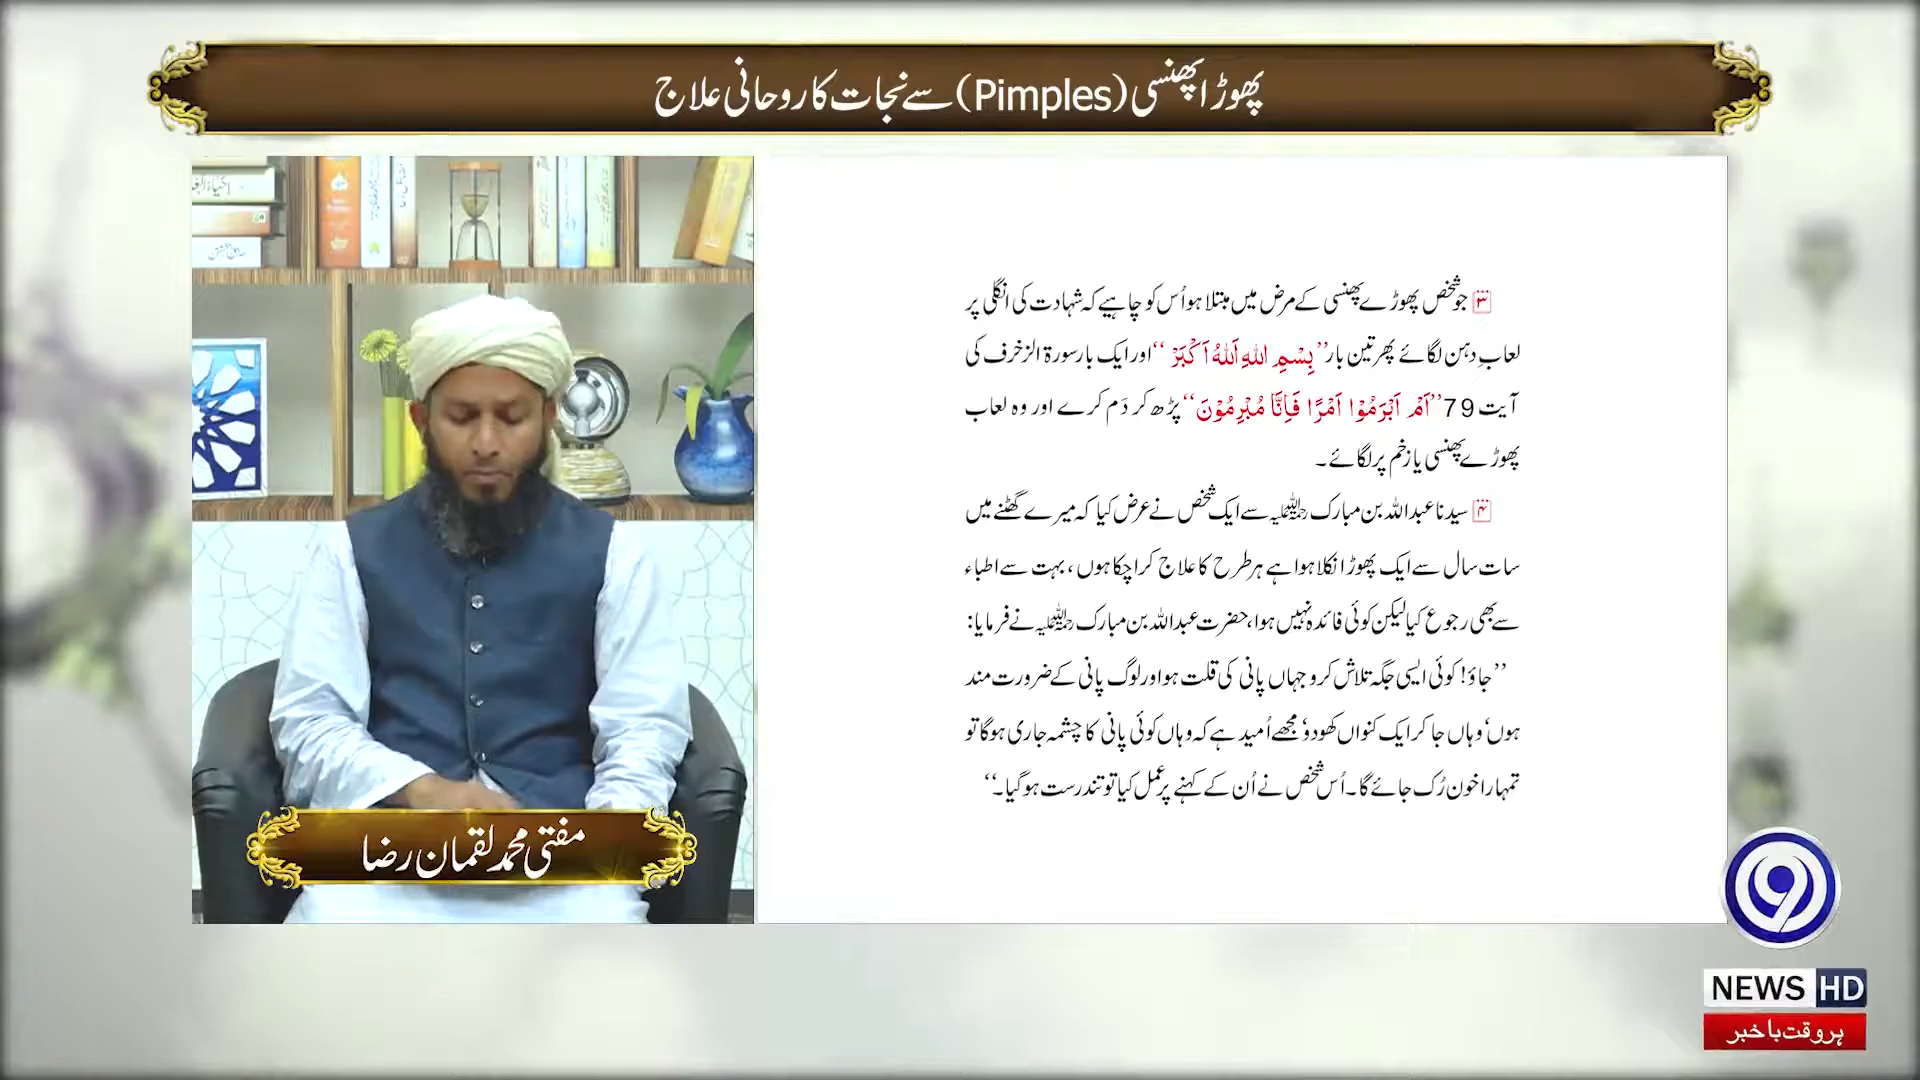 پھوڑا پھنسی (Pimples) سے نجات کا روحانی علاج
۳ جو شخص پھوڑے پھنسی کے مرض میں مبتلا ہو اُس کو چاہیے کہ شہادت کی انگلی پر
لعابِ دہن لگائے پھر تین بار ’’بِسْمِ اللہِ اَللہُ اَکْبَرْ‘‘ اور ایک بار سورۃ الزخرف کی
آیت 79 ’’اَمْ اَبْرَمُوْا اَمْرًا فَاِنَّا مُبْرِمُوْنَ‘‘ پڑھ کر دَم کرے اور وہ لعاب
پھوڑے پھنسی یا زخم پر لگائے۔
۴ سیدنا عبداللہ بن مبارک رحمۃ اللہ علیہ سے ایک شخص نے عرض کیا کہ میرے گھٹنے میں
سات سال سے ایک پھوڑا نکلا ہوا ہے ہر طرح کا علاج کراچکا ہوں، بہت سے اطباء
سے بھی رجوع کیا لیکن کوئی فائدہ نہیں ہوا، حضرت عبداللہ بن مبارک رحمۃ اللہ علیہ نے فرمایا:
’’جاؤ! کوئی ایسی جگہ تلاش کرو جہاں پانی کی قلت ہو اور لوگ پانی کے ضرورت مند
ہوں‘ وہاں جاکر ایک کنواں کھودو‘ مجھے اُمید ہے کہ وہاں کوئی پانی کا چشمہ جاری ہوگا تو
تمہارا خون رُک جائے گا۔ اُس شخص نے اُن کے کہنے پر عمل کیا تو تندرست ہوگیا۔‘‘
مفتی محمد لقمان رضا
9
NEWS HD
ہر وقت باخبر